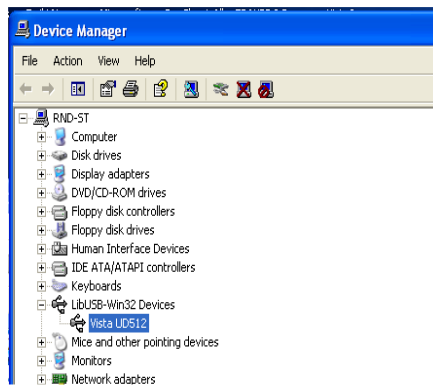 Device Manager
File Action View Help
RND-ST
Computer
Disk drives
Display adapters
DVD/CD-ROM drives
Floppy disk controllers
Floppy disk drives
Human Interface Devices
IDE ATA/ATAPI controllers
Keyboards
LibUSB-Win32 Devices
Vista UD512
Mice and other pointing devices
Monitors
Network adapters